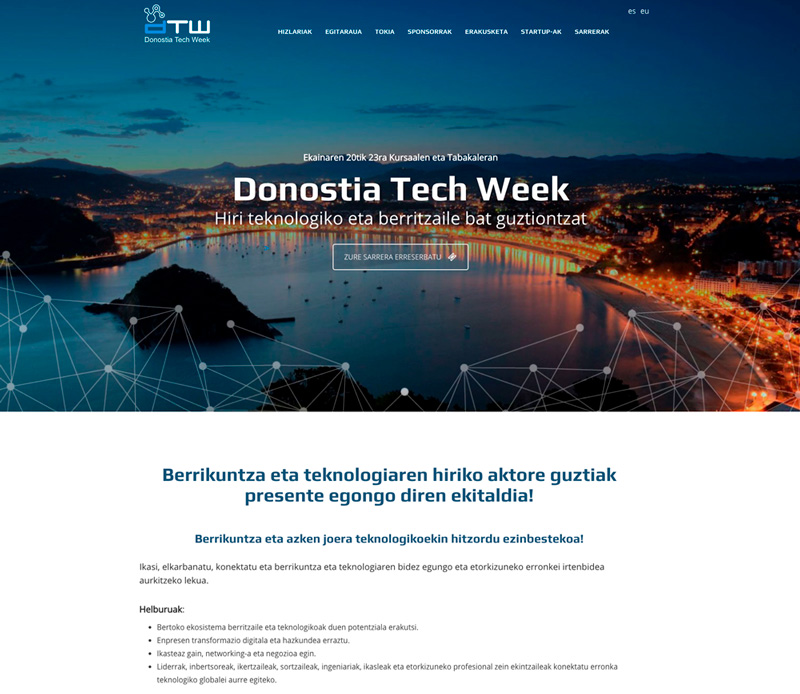 DTW
Donostia Tech Week
es eu
HIZLARIAK EGITARAUA TOKIA SPONSORRAK ERAKUSKETA STARTUP-AK SARRERAK
Ekainaren 20tik 23ra Kursaalen eta Tabakaleran
Donostia Tech Week
Hiri teknologiko eta berritzaile bat guztiontzat
ZURE SARRERA ERRESERBATU
Berrikuntza eta teknologiaren hiriko aktore guztiak
presente egongo diren ekitaldia!
Berrikuntza eta azken joera teknologikoekin hitzordu ezinbestekoa!
Ikasi, elkarbanatu, konektatu eta berrikuntza eta teknologiaren bidez egungo eta etorkizuneko erronkei irtenbidea
aurkitzeko lekua.
Helburuak:
• Bertoko ekosistema berritzaile eta teknologikoak duen potentziala erakutsi.
• Enpresen transformazio digitala eta hazkundea erraztu.
• Ikasteaz gain, networking-a eta negozioa egin.
• Liderrak, inbertsoreak, ikertzaileak, sortzaileak, ingeniariak, ikasleak eta etorkizuneko profesional zein ekintzaileak konektatu erronka
teknologiko globalei aurre egiteko.